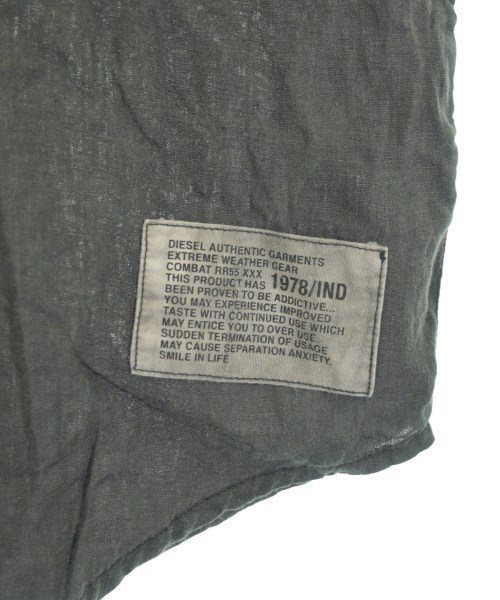 DIESEL AUTHENTIC GARMENTS
EXTREME WEATHER GEAR
COMBAT RR55 XXX
THIS PRODUCT HAS 1978/IND
BEEN PROVEN TO BE ADDICTIVE...
YOU MAY EXPERIENCE IMPROVED
TASTE WITH CONTINUED USE WHICH
MAY ENTICE YOU TO OVER USE.
SUDDEN TERMINATION OF USAGE
MAY CAUSE SEPARATION ANXIETY.
SMILE IN LIFE